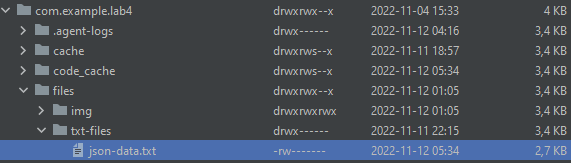 com.example.lab4 drwxrwx--x 2022-11-04 15:33 4 KB
.agent-logs drwx------ 2022-11-12 04:16 3,4 KB
cache drwxrws--x 2022-11-11 18:57 3,4 KB
code_cache drwxrws--x 2022-11-12 05:34 3,4 KB
files drwxrwx--x 2022-11-12 01:05 3,4 KB
img drwxrwxrwx 2022-11-12 01:05 3,4 KB
txt-files drwx------ 2022-11-11 22:15 3,4 KB
json-data.txt -rw------- 2022-11-12 05:34 2,7 KB